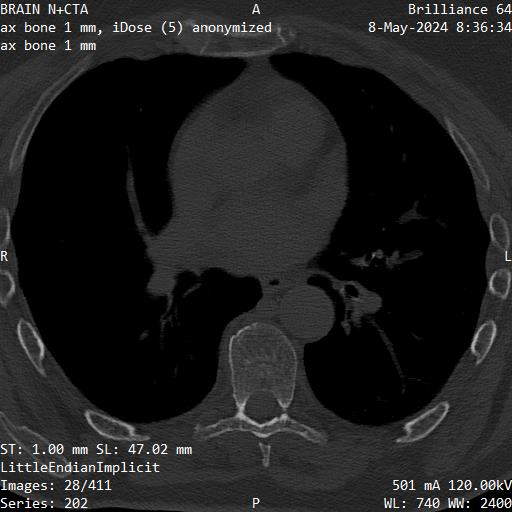 BRAIN N+CTA
A
Brilliance 64
ax bone 1 mm, iDose (5) anonymized
8-May-2024 8:36:34
ax bone 1 mm
R
L
ST: 1.00 mm SL: 47.02 mm
LittleEndianImplicit
Images: 28/411
501 mA 120.00kV
Series: 202
P
WL: 740 WW: 2400